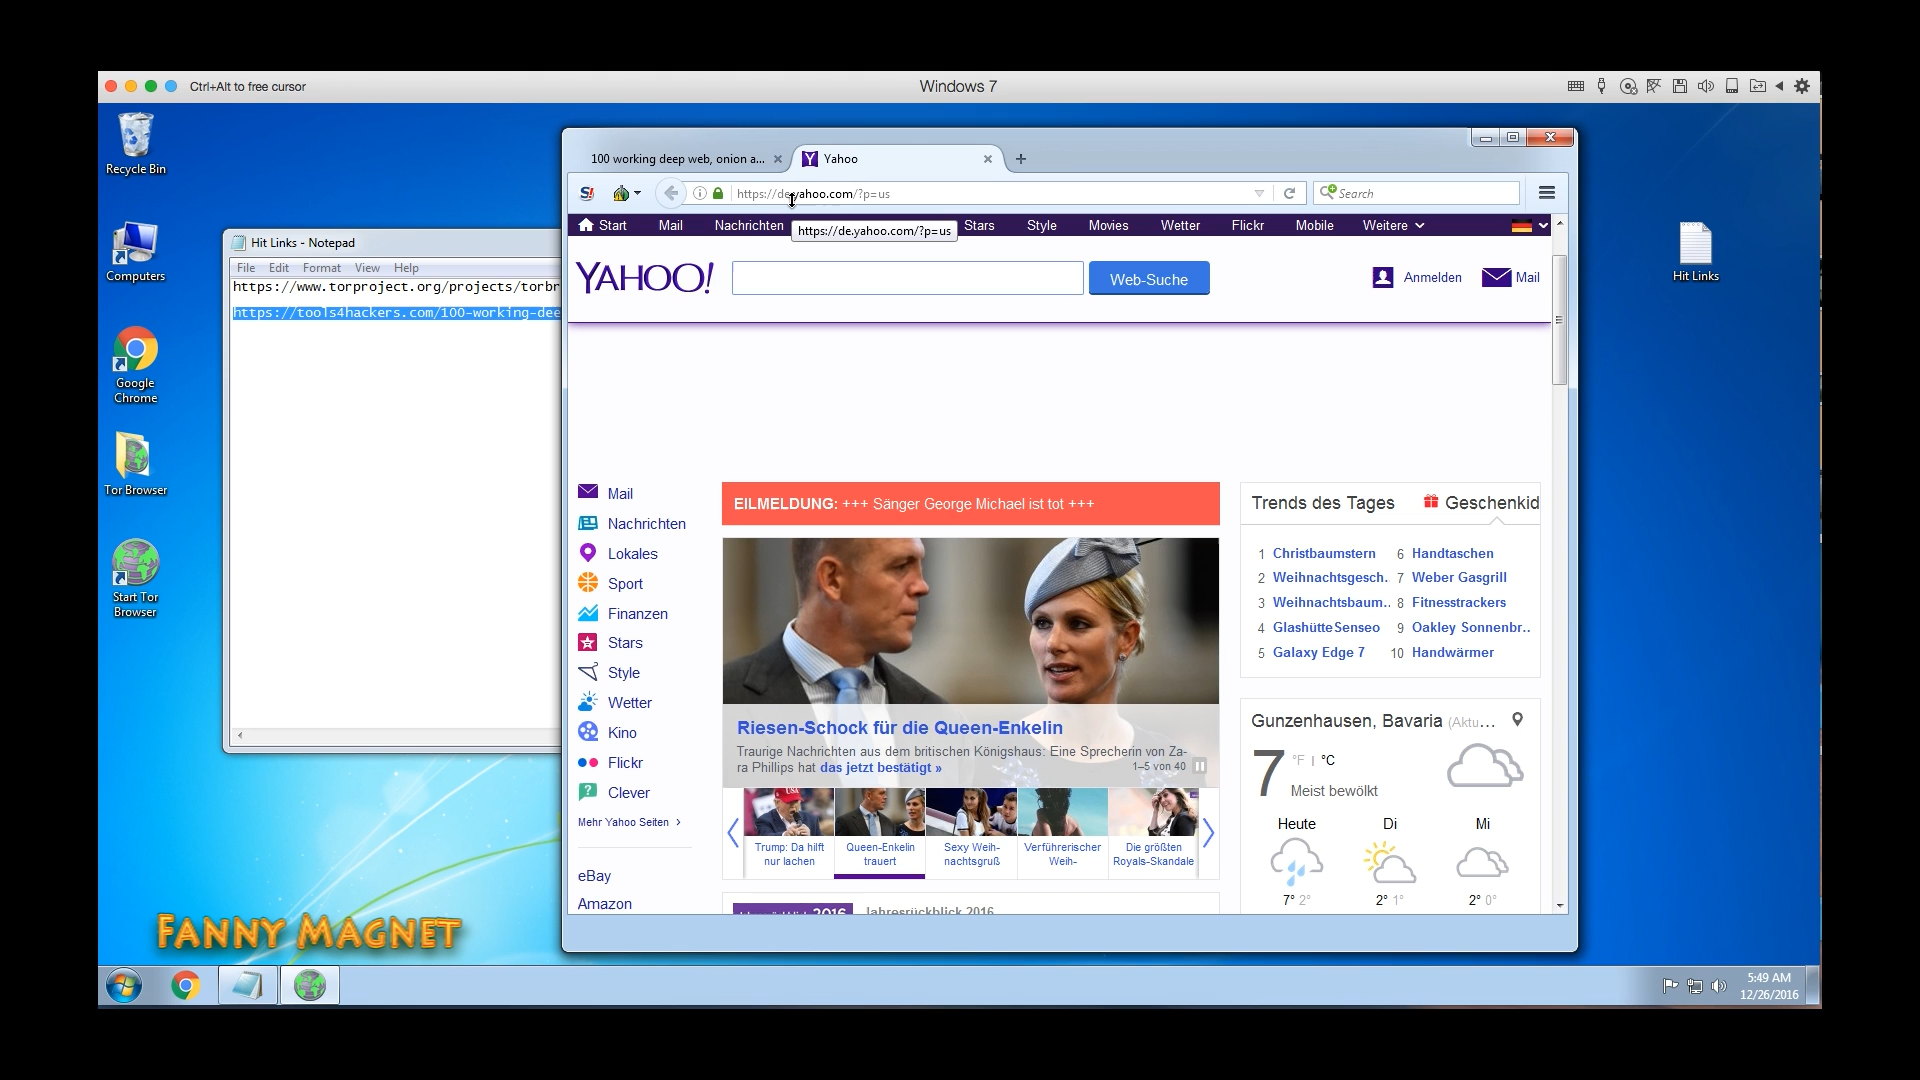 Ctrl+Alt to free cursor
Windows 7
Recycle Bin
Computers
Google
Chrome
Tor Browser
Start Tor
Browser
Hit Links
Hit Links - Notepad
File Edit Format View Help
https://www.torproject.org/projects/torbr
https://tools4hackers.com/100-working-dee
100 working deep web, onion a...
Yahoo
https://de.yahoo.com/?p=us
Search
Start Mail Nachrichten Stars Style Movies Wetter Flickr Mobile Weitere
https://de.yahoo.com/?p=us
YAHOO!
Web-Suche
Anmelden
Mail
Mail
Nachrichten
Lokales
Sport
Finanzen
Stars
Style
Wetter
Kino
Flickr
Clever
Mehr Yahoo Seiten >
eBay
Amazon
EILMELDUNG: +++ Sänger George Michael ist tot +++
USA
Riesen-Schock für die Queen-Enkelin
Traurige Nachrichten aus dem britischen Königshaus: Eine Sprecherin von Za-
ra Phillips hat das jetzt bestätigt »
1–5 von 40
Trump: Da hilft
nur lachen
Queen-Enkelin
trauert
Sexy Weih-
nachtsgruß
Verführerischer
Weih-
Die größten
Royals-Skandale
2016
Jahresrückblick 2016
Trends des Tages
Geschenkid
1 Christbaumstern
2 Weihnachtsgesch..
3 Weihnachtsbaum..
4 GlashütteSenseo
5 Galaxy Edge 7
6 Handtaschen
7 Weber Gasgrill
8 Fitnesstrackers
9 Oakley Sonnenbr..
10 Handwärmer
Gunzenhausen, Bavaria (Aktu...
7 °F | °C
Meist bewölkt
Heute Di Mi
7° 2° 2° 1° 2° 0°
FANNY MAGNET
5:49 AM
12/26/2016